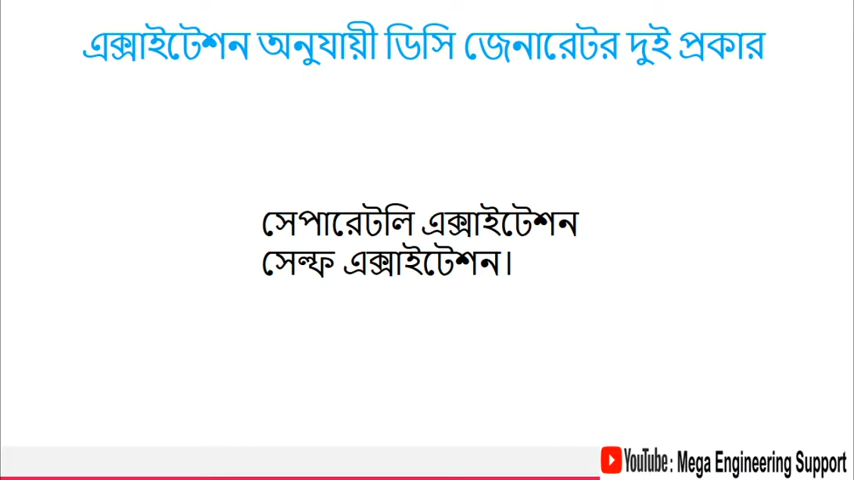 এক্সাইটেশন অনুযায়ী ডিসি জেনারেটর দুই প্রকার
সেপারেটলি এক্সাইটেশন
সেল্ফ এক্সাইটেশন।
YouTube : Mega Engineering Support